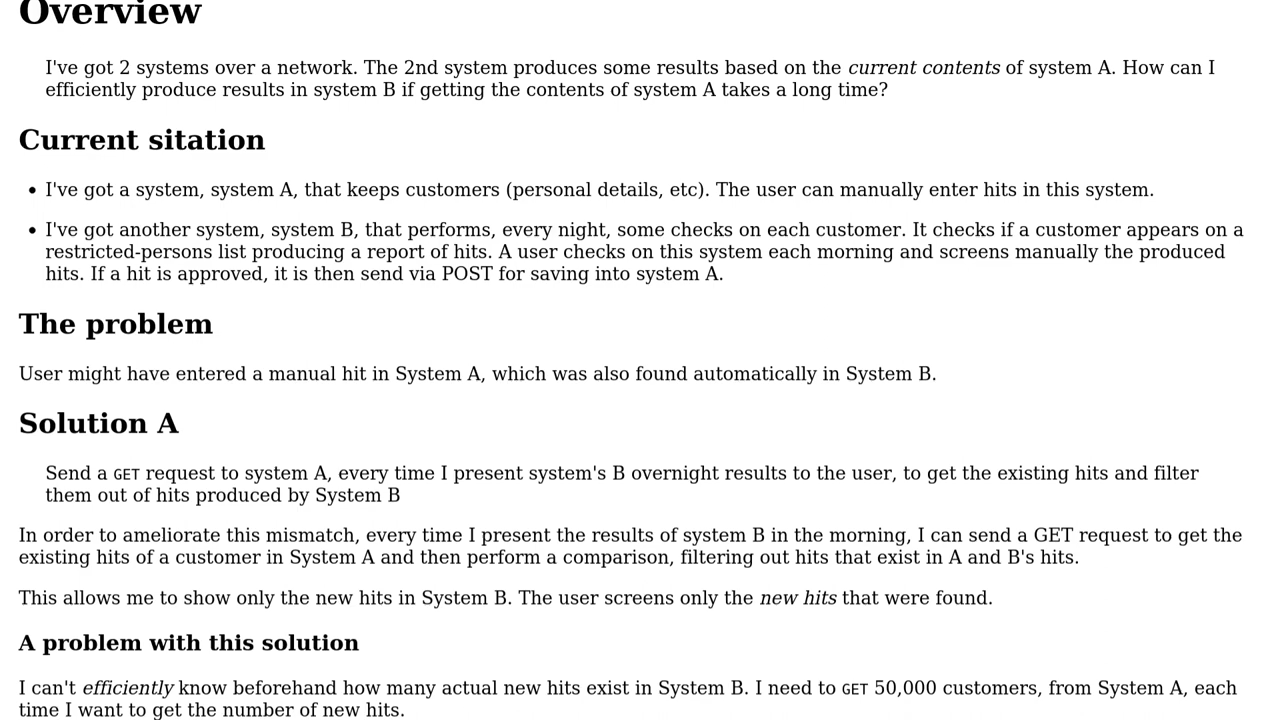 Overview
I've got 2 systems over a network. The 2nd system produces some results based on the current contents of system A. How can I
efficiently produce results in system B if getting the contents of system A takes a long time?
Current sitation
• I've got a system, system A, that keeps customers (personal details, etc). The user can manually enter hits in this system.
• I've got another system, system B, that performs, every night, some checks on each customer. It checks if a customer appears on a
restricted-persons list producing a report of hits. A user checks on this system each morning and screens manually the produced
hits. If a hit is approved, it is then send via POST for saving into system A.
The problem
User might have entered a manual hit in System A, which was also found automatically in System B.
Solution A
Send a GET request to system A, every time I present system's B overnight results to the user, to get the existing hits and filter
them out of hits produced by System B
In order to ameliorate this mismatch, every time I present the results of system B in the morning, I can send a GET request to get the
existing hits of a customer in System A and then perform a comparison, filtering out hits that exist in A and B's hits.
This allows me to show only the new hits in System B. The user screens only the new hits that were found.
A problem with this solution
I can't efficiently know beforehand how many actual new hits exist in System B. I need to GET 50,000 customers, from System A, each
time I want to get the number of new hits.